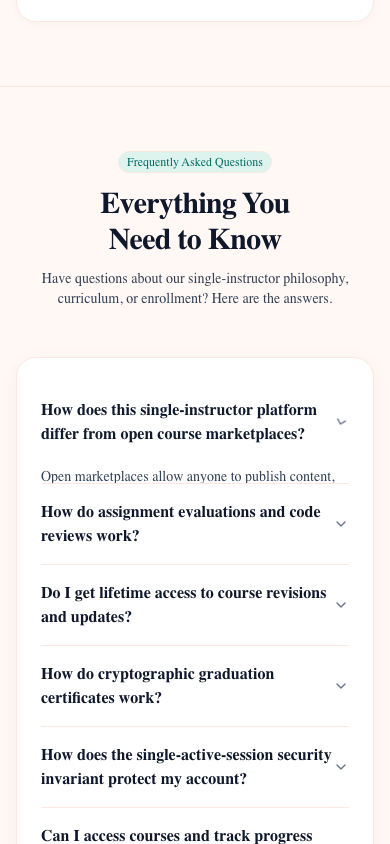 Frequently Asked Questions
Everything You
Need to Know
Have questions about our single-instructor philosophy,
curriculum, or enrollment? Here are the answers.
How does this single-instructor platform
differ from open course marketplaces?
Open marketplaces allow anyone to publish content,
How do assignment evaluations and code
reviews work?
Do I get lifetime access to course revisions
and updates?
How do cryptographic graduation
certificates work?
How does the single-active-session security
invariant protect my account?
Can I access courses and track progress